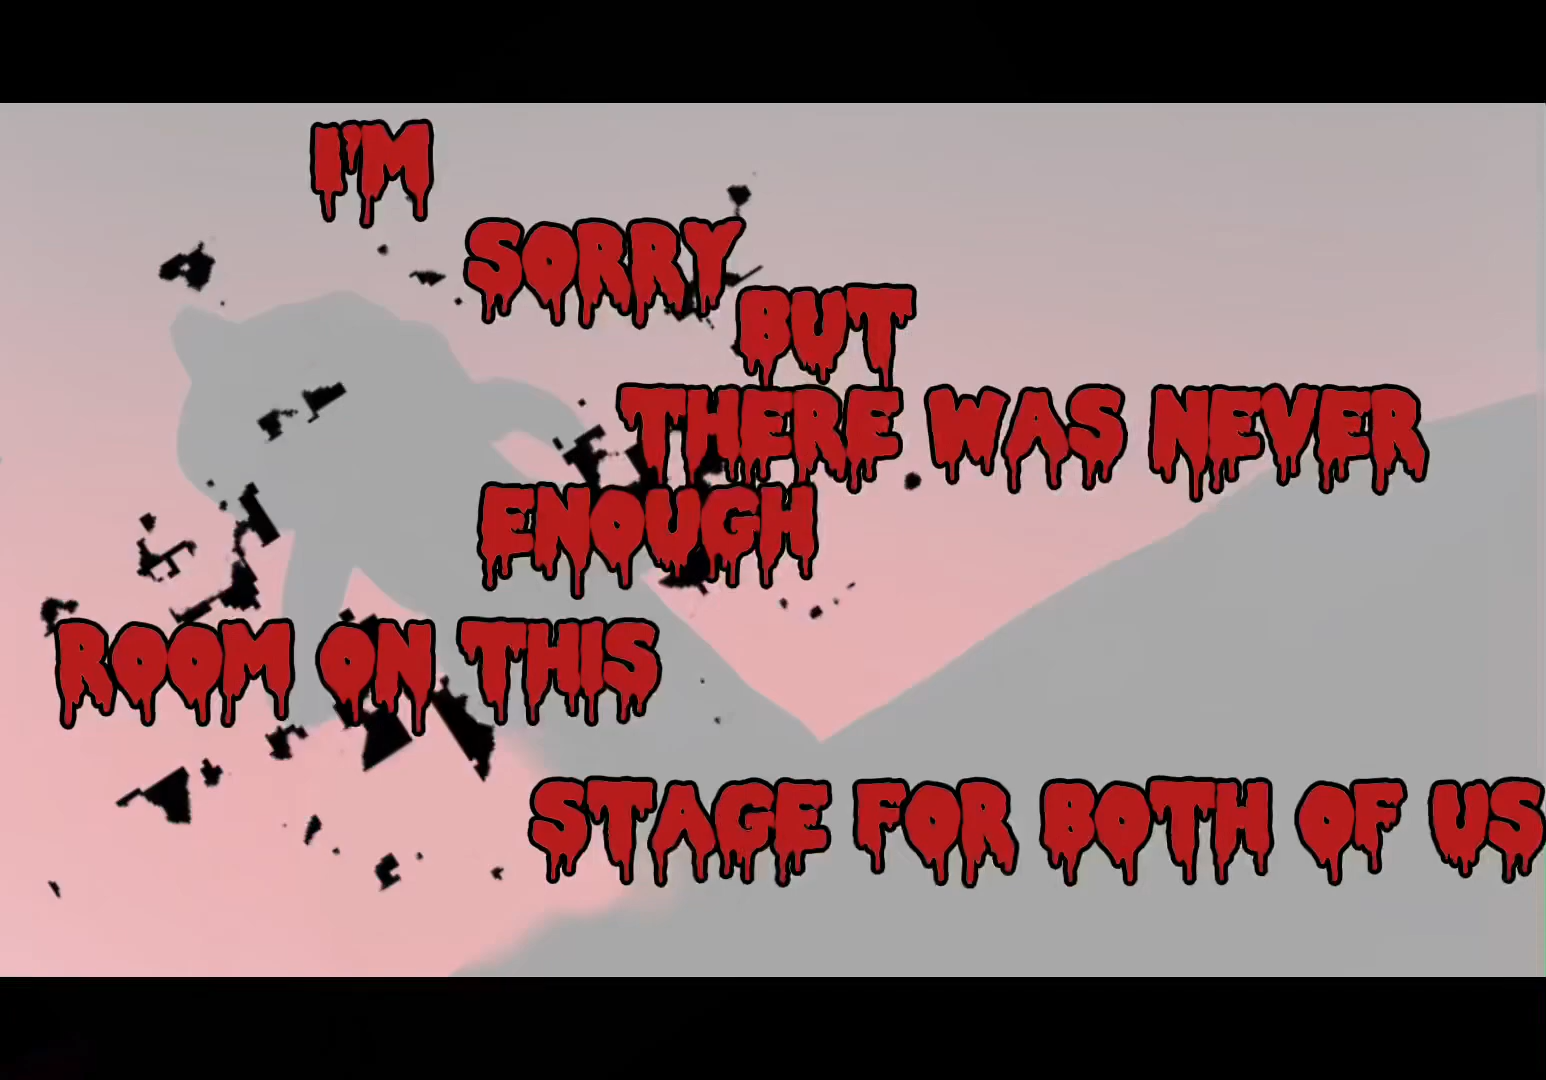 I'M
SORRY
BUT
THERE WAS NEVER
ENOUGH
ROOM ON THIS
STAGE FOR BOTH OF US